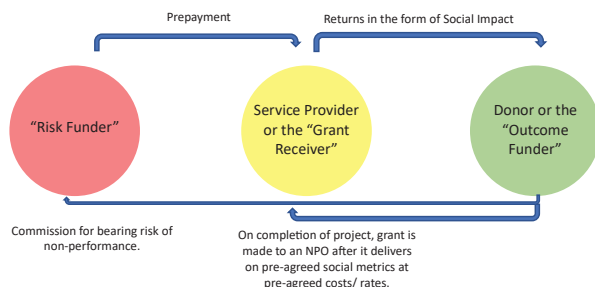 Prepayment
Returns in the form of Social Impact
“Risk Funder”
Service Provider
or the “Grant
Receiver”
Donor or the
“Outcome
Funder”
Commission for bearing risk of
non-performance.
On completion of project, grant is
made to an NPO after it delivers
on pre-agreed social metrics at
pre-agreed costs/ rates.